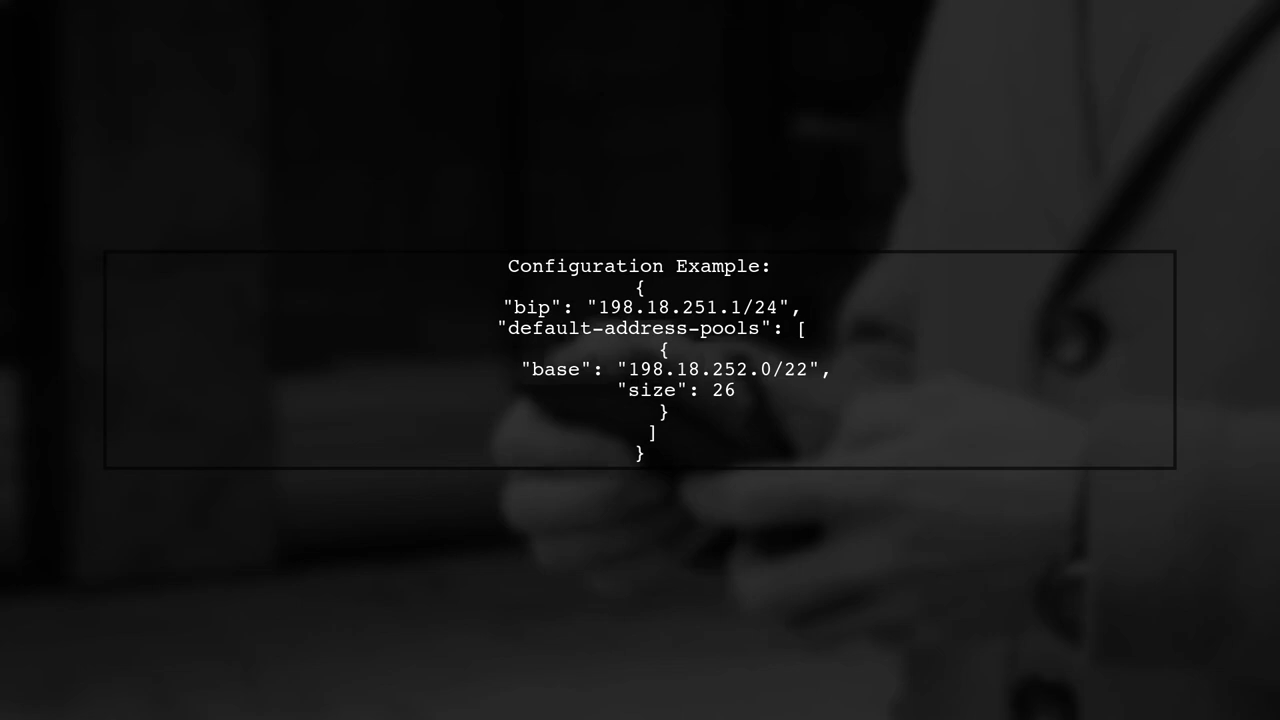 Configuration Example:
{
"bip": "198.18.251.1/24",
"default-address-pools": [
{
"base": "198.18.252.0/22",
"size": 26
}
]
}